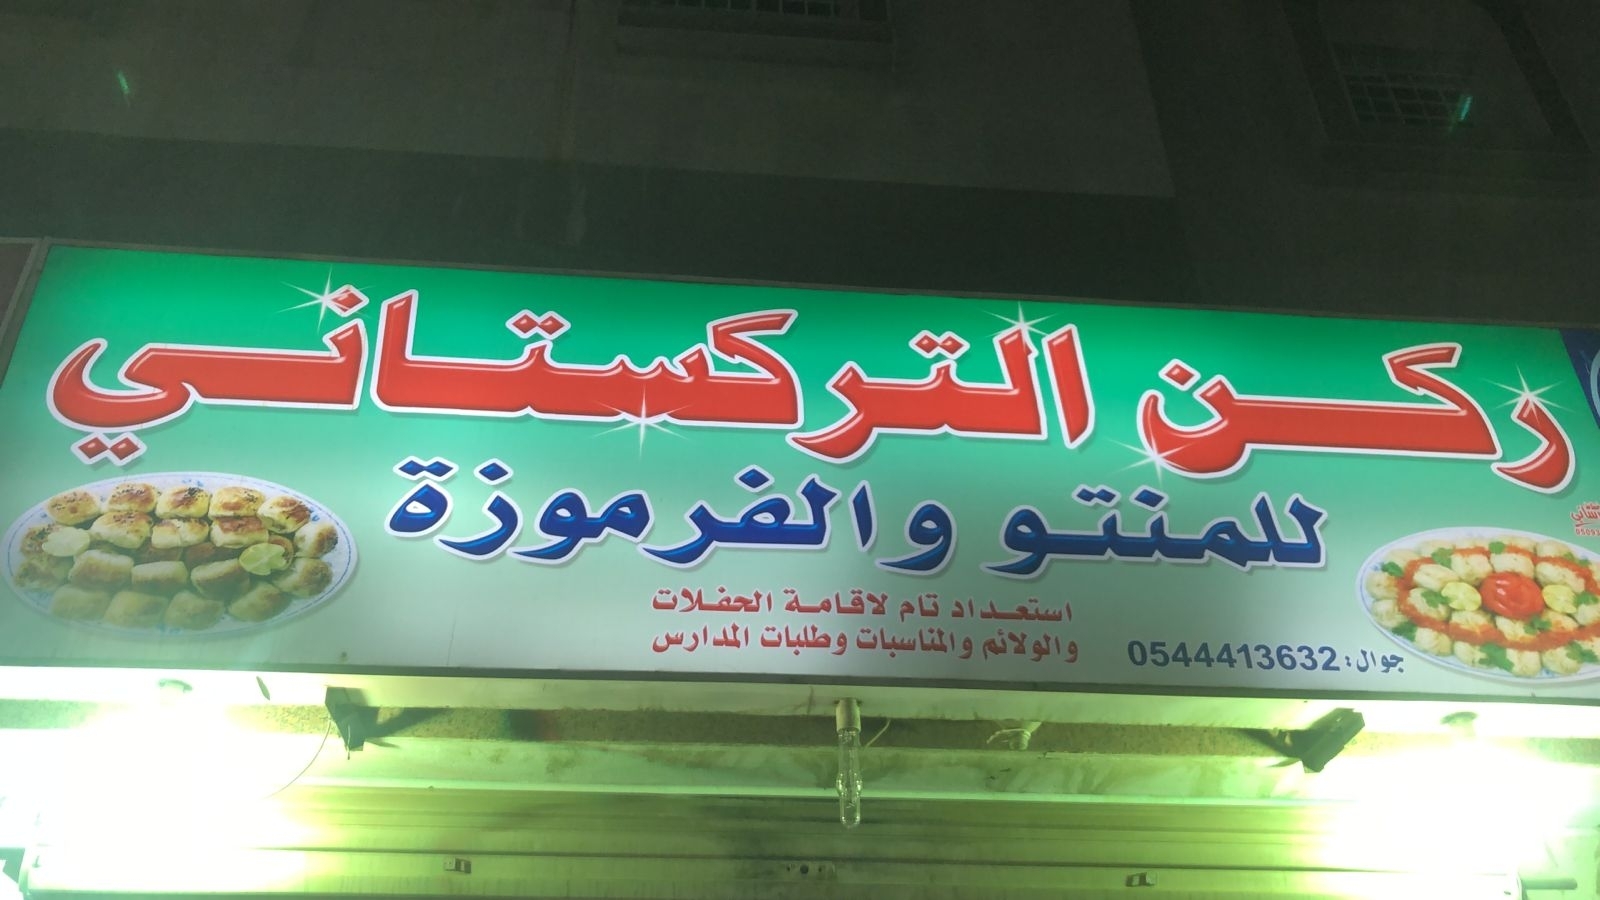 ركن التركستاني
للمنتو والفرموزة
استعداد تام لاقامة الحفلات
والولائم والمناسبات وطلبات المدارس
جوال: 0544413632